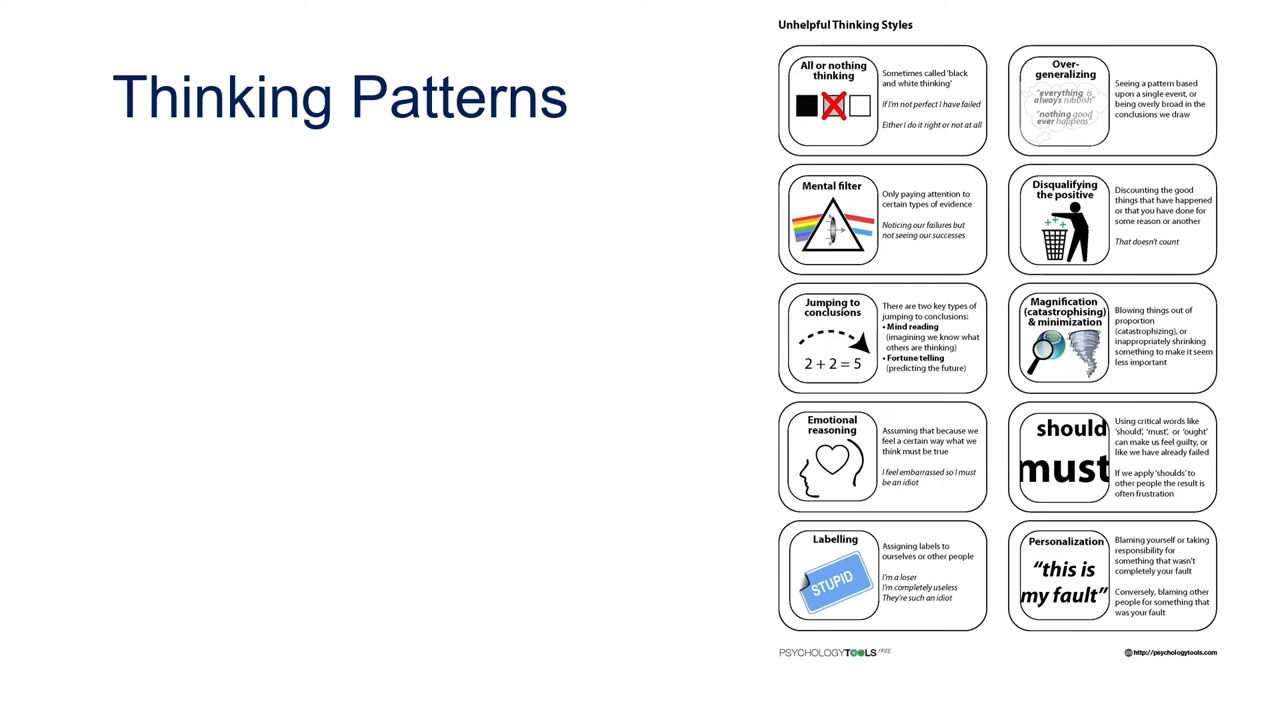 Thinking Patterns
Unhelpful Thinking Styles
All or nothing
thinking
Sometimes called ‘black
and white thinking’
If I’m not perfect I have failed
Either I do it right or not at all
Over-
generalizing
“everything is
always rubbish”
“nothing good
ever happens”
Seeing a pattern based
upon a single event, or
being overly broad in the
conclusions we draw
Mental filter
Only paying attention to
certain types of evidence
Noticing our failures but
not seeing our successes
Disqualifying
the positive
Discounting the good
things that have happened
or that you have done for
some reason or another
That doesn’t count
Jumping to
conclusions
2 + 2 = 5
There are two key types of
jumping to conclusions:
• Mind reading
(imagining we know what
others are thinking)
• Fortune telling
(predicting the future)
Magnification
(catastrophising)
& minimization
Blowing things out of
proportion
(catastrophizing), or
inappropriately shrinking
something to make it seem
less important
Emotional
reasoning
Assuming that because we
feel a certain way what we
think must be true
I feel embarrassed so I must
be an idiot
should
must
Using critical words like
‘should’, ‘must’, or ‘ought’
can make us feel guilty, or
like we have already failed
If we apply ‘shoulds’ to
other people the result is
often frustration
Labelling
STUPID
Assigning labels to
ourselves or other people
I’m a loser
I’m completely useless
They’re such an idiot
Personalization
“this is
my fault”
Blaming yourself or taking
responsibility for
something that wasn’t
completely your fault
Conversely, blaming other
people for something that
was your fault
PSYCHOLOGYTOOLS FREE
http://psychologytools.com